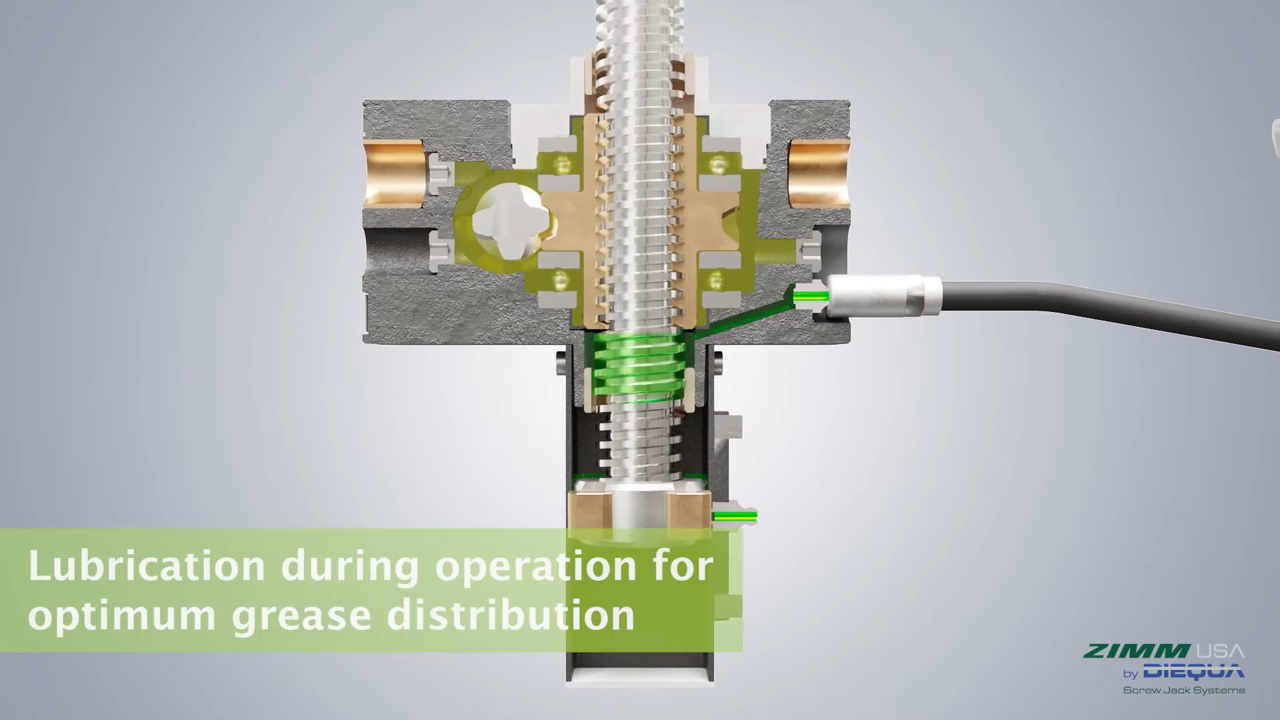 Lubrication during operation for
optimum grease distribution
ZIMM USA
by DIEQUA
Screw Jack Systems